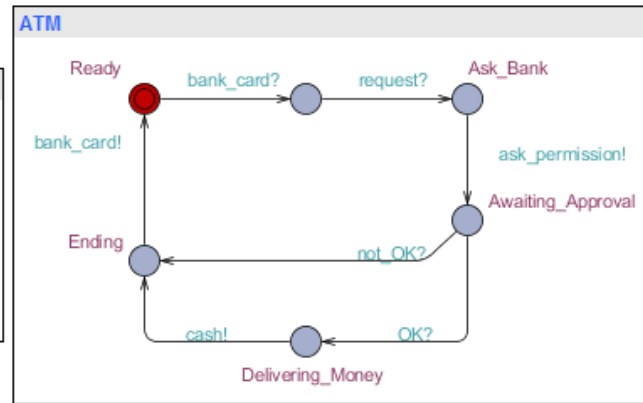 ATM
Ready
bank_card?
request?
Ask_Bank
bank_card!
ask_permission!
Awaiting_Approval
Ending
not_OK?
cash!
OK?
Delivering_Money